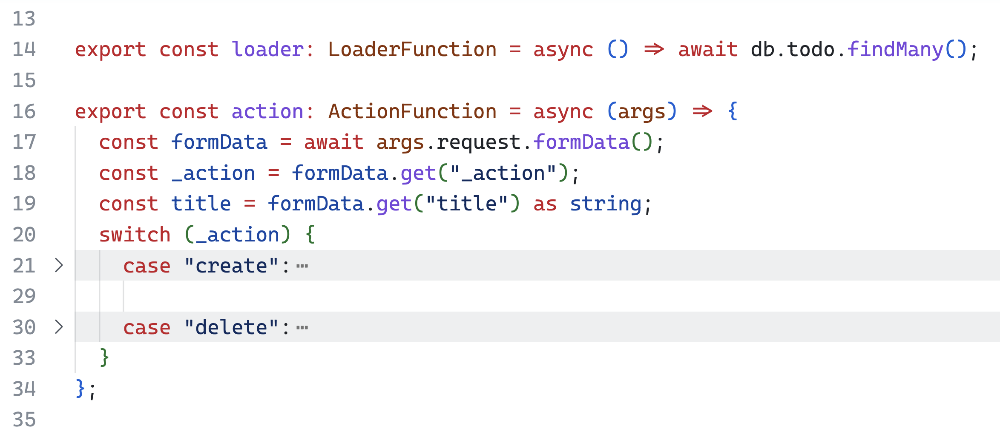 13
14 export const loader: LoaderFunction = async () => await db.todo.findMany();
15
16 export const action: ActionFunction = async (args) => {
17 const formData = await args.request.formData();
18 const _action = formData.get("_action");
19 const title = formData.get("title") as string;
20 switch (_action) {
21 case "create":⋯
29
30 case "delete":⋯
33 }
34 };
35